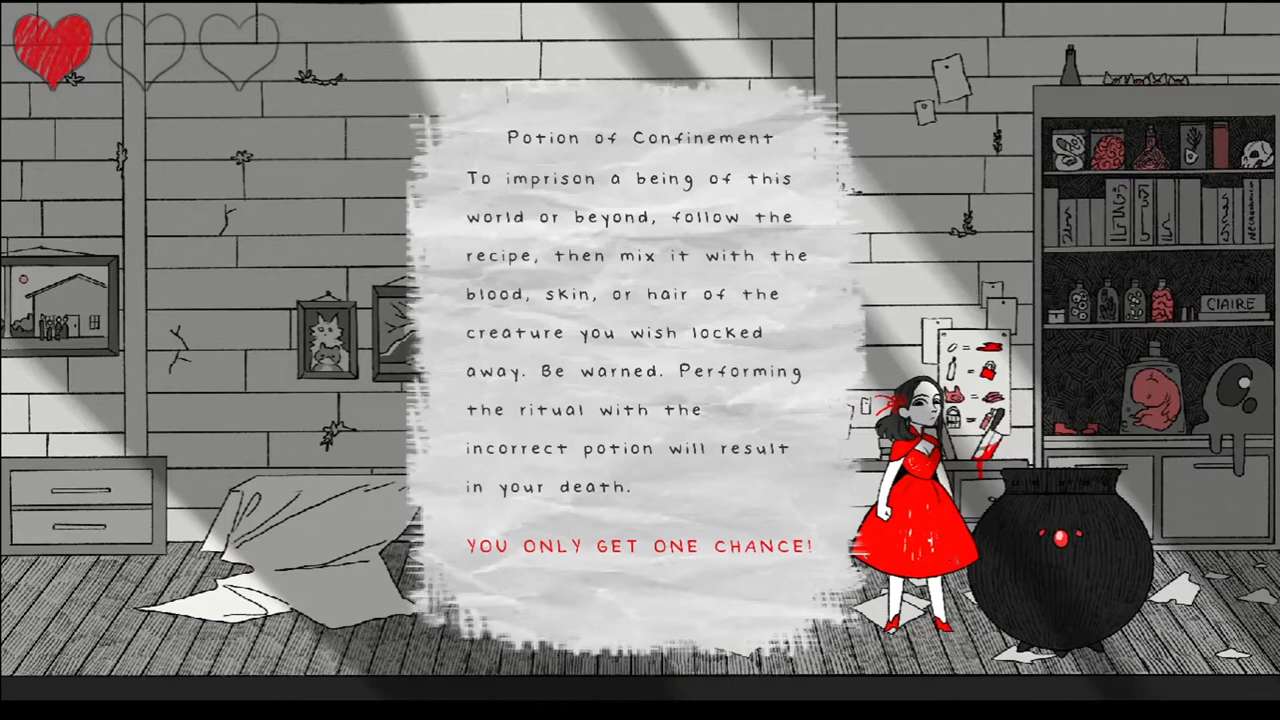 Potion of Confinement
To imprison a being of this
world or beyond, follow the
recipe, then mix it with the
blood, skin, or hair of the
creature you wish locked
away. Be warned. Performing
the ritual with the
incorrect potion will result
in your death.
YOU ONLY GET ONE CHANCE!
NECRONOMICON
CLAIRE